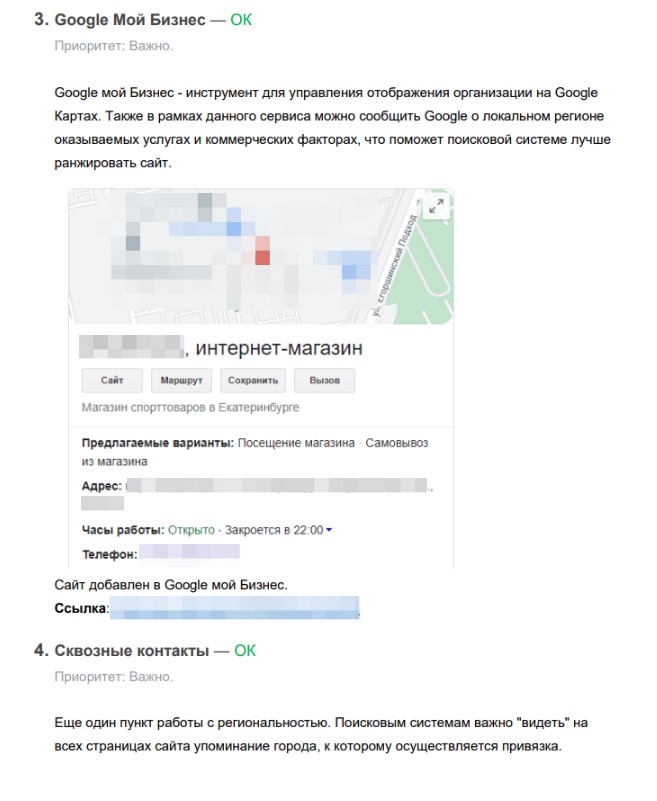 3. Google Мой Бизнес — ОК
Приоритет: Важно.
Google мой Бизнес - инструмент для управления отображения организации на Google
Картах. Также в рамках данного сервиса можно сообщить Google о локальном регионе
оказываемых услугах и коммерческих факторах, что поможет поисковой системе лучше
ранжировать сайт.
ул. Егоршинский Подход
, интернет-магазин
Сайт Маршрут Сохранить Вызов
Магазин спорттоваров в Екатеринбурге
Предлагаемые варианты: Посещение магазина · Самовывоз
из магазина
Адрес:
Часы работы: Открыто · Закроется в 22:00
Телефон:
Сайт добавлен в Google мой Бизнес.
Ссылка:
4. Сквозные контакты — ОК
Приоритет: Важно.
Еще один пункт работы с региональностью. Поисковым системам важно "видеть" на
всех страницах сайта упоминание города, к которому осуществляется привязка.